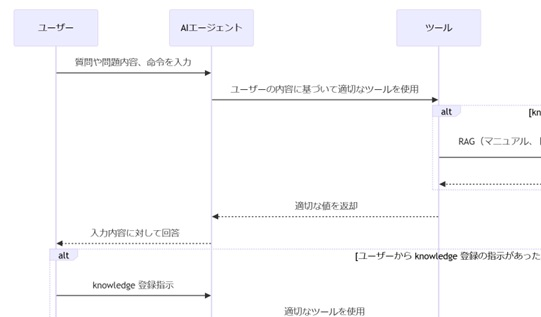 ユーザー
AIエージェント
ツール
質問や問題内容、命令を入力
ユーザーの内容に基づいて適切なツールを使用
alt
[kn
RAG（マニュアル、
適切な値を返却
入力内容に対して回答
alt
[ユーザーから knowledge 登録の指示があった
knowledge 登録指示
適切なツールを使用